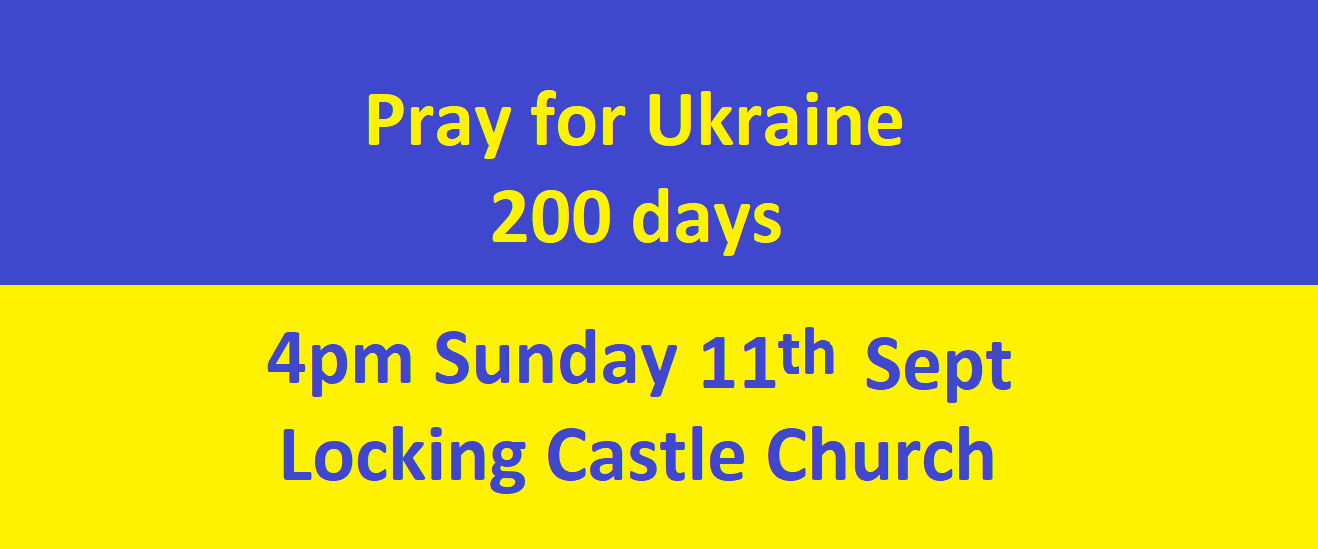 Pray for Ukraine
200 days
4pm Sunday 11th Sept
Locking Castle Church